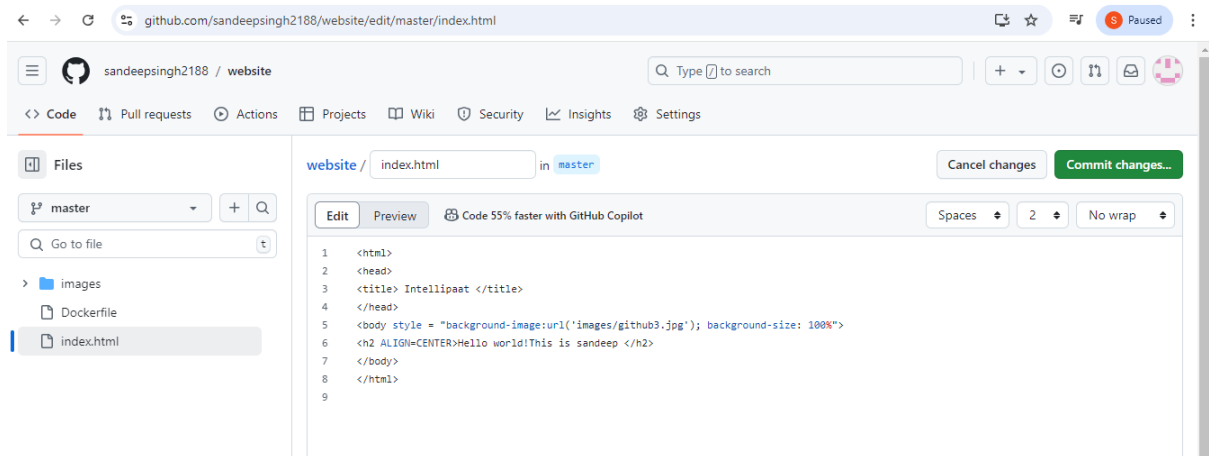 github.com/sandeepsingh2188/website/edit/master/index.html
S Paused
sandeepsingh2188 / website
Type / to search
<> Code Pull requests Actions Projects Wiki Security Insights Settings
Files
website / index.html in master
Cancel changes Commit changes...
master
Edit Preview Code 55% faster with GitHub Copilot
Spaces 2 No wrap
Go to file t
images
Dockerfile
index.html
1 <html>
2 <head>
3 <title> Intellipaat </title>
4 </head>
5 <body style = "background-image:url('images/github3.jpg'); background-size: 100%">
6 <h2 ALIGN=CENTER>Hello world!This is sandeep </h2>
7 </body>
8 </html>
9